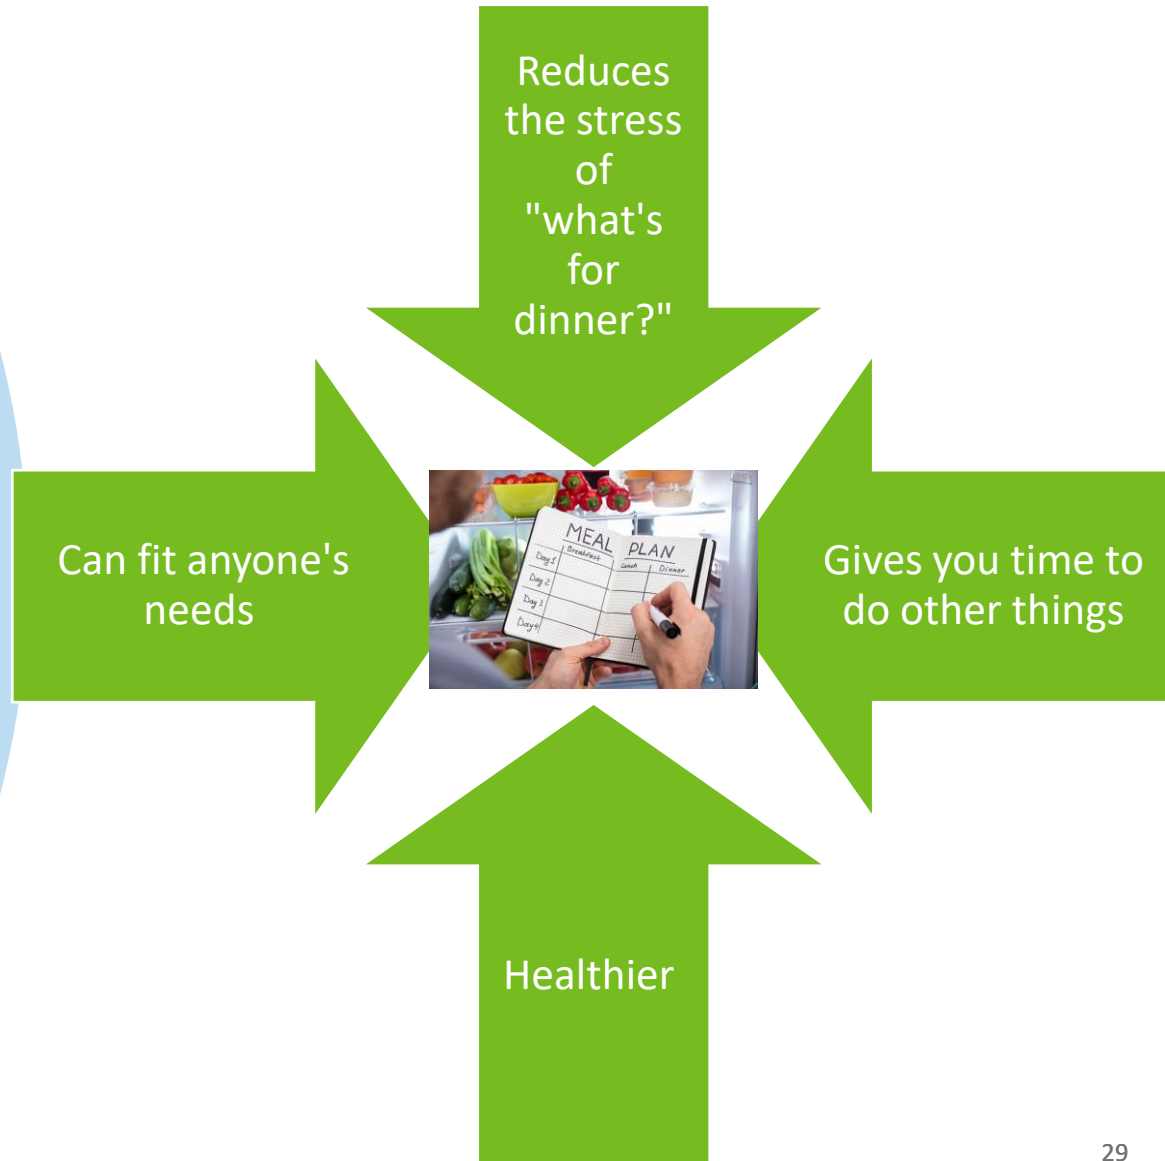 Reduces
the stress
of
"what's
for
dinner?"
Can fit anyone's
needs
MEAL PLAN
Breakfast Lunch Dinner
Day 1
Day 2
Day 3
Day 4
Gives you time to
do other things
Healthier
29